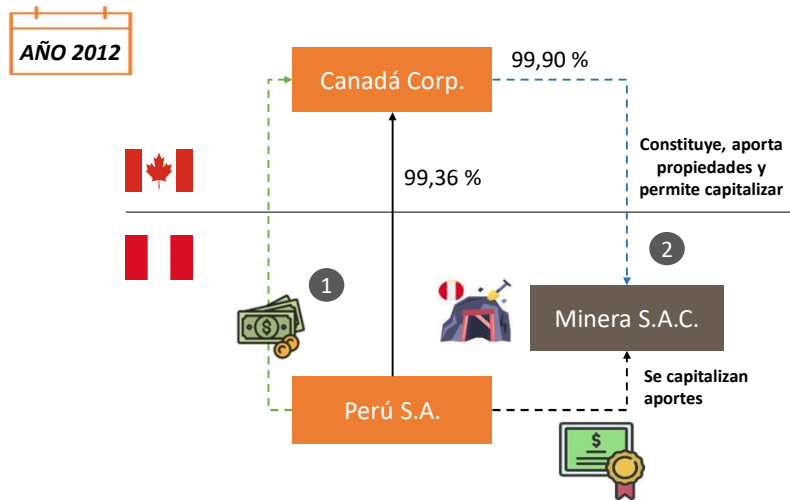 AÑO 2012
Canadá Corp.
99,90 %
Constituye, aporta
propiedades y
permite capitalizar
99,36 %
1
2
$
Minera S.A.C.
Perú S.A.
Se capitalizan
aportes
$